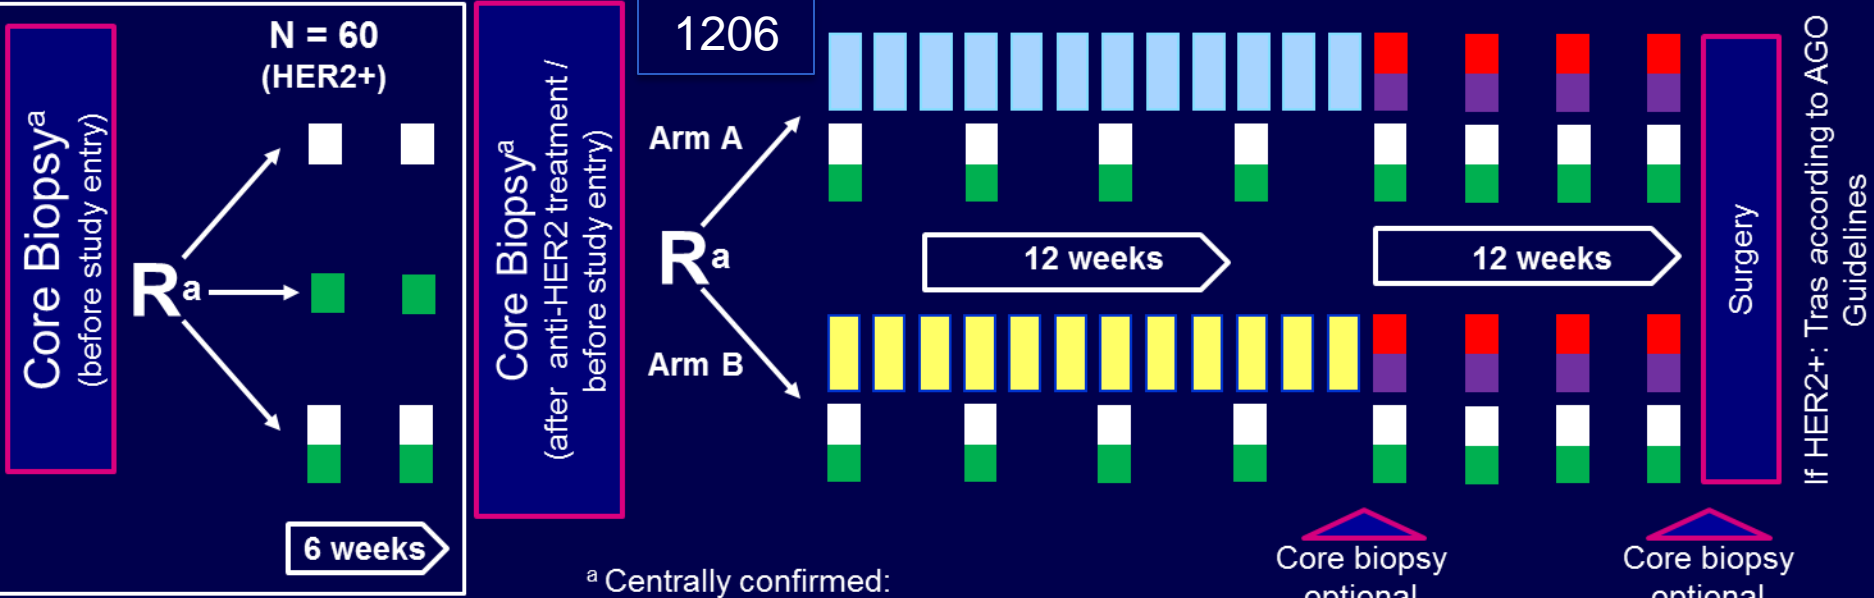 Core Biopsyᵃ
(before study entry)
N = 60
(HER2+)
Rᵃ
6 weeks
Core Biopsyᵃ
(after anti-HER2 treatment /
before study entry)
1206
Arm A
Rᵃ
Arm B
12 weeks
12 weeks
Surgery
If HER2+: Tras according to AGO
Guidelines
Core biopsy
optional
Core biopsy
optional
ᵃ Centrally confirmed: